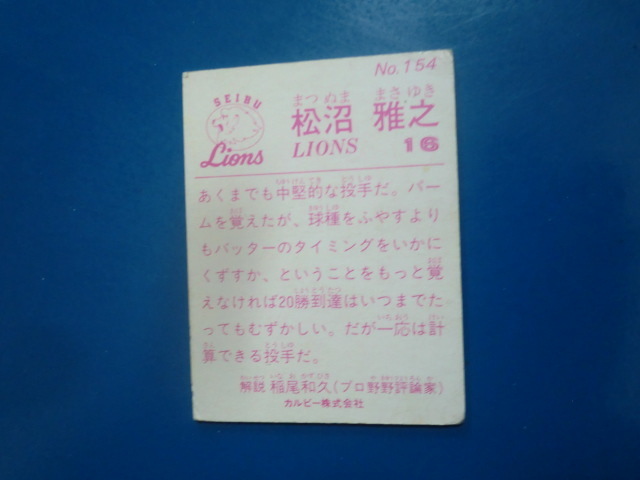 No.154
SEIBU
Lions
まつ ぬま まさ ゆき
松沼 雅之
LIONS 16
あくまでも中堅的な投手だ。パー
ムを覚えたが、球種をふやすより
もバッターのタイミングをいかに
くずすか、ということをもっと覚
えなければ20勝到達はいつまでた
ってもむずかしい。だが一応は計
算できる投手だ。
解説 稲尾和久(プロ野野評論家)
カルビー株式会社